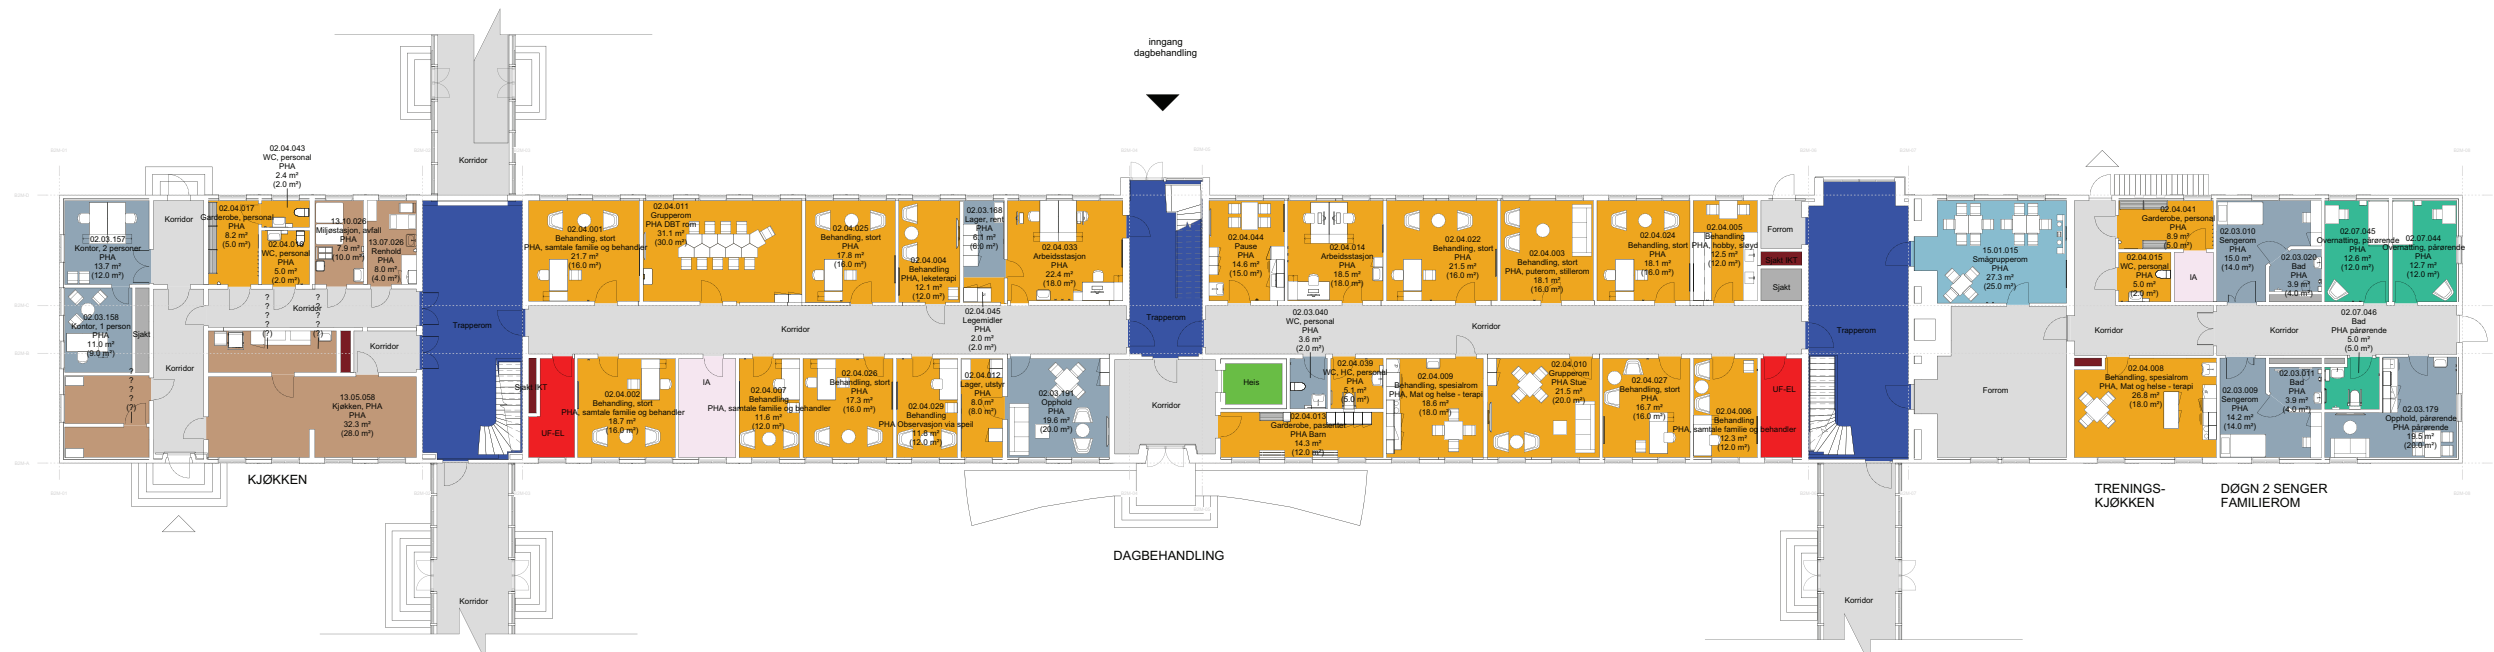 inngang
dagbehandling
Korridor
02.04.043
WC, personal
PHA
2.4 m²
(2.0 m²)
Korridor
02.03.157
Kontor, 2 personer
PHA
13.7 m²
(12.0 m²)
02.04.017
Garderobe, personal
PHA
8.2 m²
(5.0 m²)
WC, personal
PHA
5.0 m²
(2.0 m²)
13.10.026
Miljøstasjon, avfall
PHA
7.9 m²
(10.0 m²)
13.07.026
Renhold
PHA
8.0 m²
(4.0 m²)
02.04.001
Behandling, stort
PHA, samtale familie og behandler
21.7 m²
(16.0 m²)
02.04.011
Grupperom
PHA DBT rom
31.1 m²
(30.0 m²)
02.04.025
Behandling, stort
PHA
17.8 m²
(16.0 m²)
02.04.004
Behandling
PHA, leketerapi
12.1 m²
(12.0 m²)
02.03.168
Lager, rent
PHA
6.1 m²
(6.0 m²)
02.04.033
Arbeidsstasjon
PHA
22.4 m²
(18.0 m²)
02.04.044
Pause
PHA
14.6 m²
(15.0 m²)
02.04.014
Arbeidsstasjon
PHA
18.5 m²
(18.0 m²)
02.04.022
Behandling, stort
PHA
21.5 m²
(16.0 m²)
02.04.003
Behandling, stort
PHA, puterom, stillerom
18.1 m²
(16.0 m²)
02.04.024
Behandling, stort
PHA
18.1 m²
(16.0 m²)
02.04.005
Behandling, hobby, sløyd
PHA,
12.5 m²
(12.0 m²)
Forrom
Sjakt IKT
Sjakt
15.01.015
Smågrupperom
PHA
27.3 m²
(25.0 m²)
02.04.041
Garderobe, personal
PHA
8.9 m²
(5.0 m²)
02.04.015
WC, personal
PHA
5.0 m²
(2.0 m²)
IA
02.03.010
Sengerom
PHA
15.0 m²
(14.0 m²)
02.03.020
Bad
PHA
3.9 m²
(4.0 m²)
02.07.045
Overnatting, pårørende
PHA
12.6 m²
(12.0 m²)
02.07.044
Overnatting, pårørende
PHA
12.7 m²
(12.0 m²)
02.03.158
Kontor, 1 person
PHA
11.0 m²
(9.0 m²)
Sjakt
?
?
?
?
(?)
Korridor
?
?
?
?
(?)
Korridor
?
?
?
?
(?)
Korridor
Trapperom
Korridor
02.04.045
Legemidler
PHA
2.0 m²
(2.0 m²)
Trapperom
02.03.040
WC, personal
PHA
3.6 m²
(2.0 m²)
Korridor
Trapperom
Korridor
Korridor
02.07.046
Bad
PHA pårørende
5.0 m²
(5.0 m²)
13.05.058
Kjøkken, PHA
PHA
32.3 m²
(28.0 m²)
Sjakt IKT
UF-EL
02.04.002
Behandling, stort
PHA, samtale familie og behandler
18.7 m²
(16.0 m²)
IA
02.04.007
Behandling
PHA, samtale familie og behandler
11.6 m²
(12.0 m²)
02.04.026
Behandling, stort
PHA
17.3 m²
(16.0 m²)
02.04.029
Behandling
PHA Observasjon via speil
11.8 m²
(12.0 m²)
02.04.012
Lager, utstyr
PHA
8.0 m²
(8.0 m²)
02.03.191
Opphold
PHA
19.6 m²
(20.0 m²)
Korridor
Heis
02.04.039
WC, HC, personal
PHA
5.1 m²
(5.0 m²)
02.04.013
Garderobe, pasienter
PHA Barn
14.3 m²
(12.0 m²)
02.04.009
Behandling, spesialrom
PHA, Mat og helse - terapi
18.6 m²
(18.0 m²)
02.04.010
Grupperom
PHA Stue
21.5 m²
(20.0 m²)
02.04.027
Behandling, stort
PHA
16.7 m²
(16.0 m²)
02.04.006
Behandling
PHA, samtale familie og behandler
12.3 m²
(12.0 m²)
UF-EL
Forrom
02.04.008
Behandling, spesialrom
PHA, Mat og helse - terapi
26.8 m²
(18.0 m²)
02.03.009
Sengerom
PHA
14.2 m²
(14.0 m²)
02.03.011
Bad
PHA
3.9 m²
(4.0 m²)
02.03.179
Opphold, pårørende
PHA pårørende
19.5 m²
(20.0 m²)
KJØKKEN
TRENINGS-
KJØKKEN
DØGN 2 SENGER
FAMILIEROM
DAGBEHANDLING
Korridor
Korridor